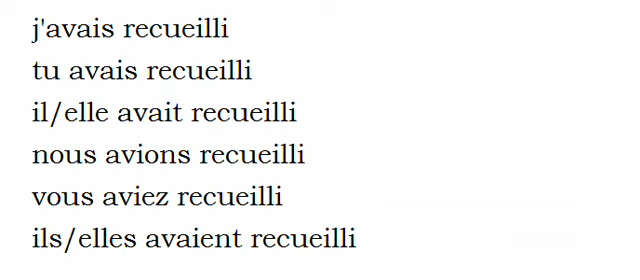 j'avais recueilli
tu avais recueilli
il/elle avait recueilli
nous avions recueilli
vous aviez recueilli
ils/elles avaient recueilli